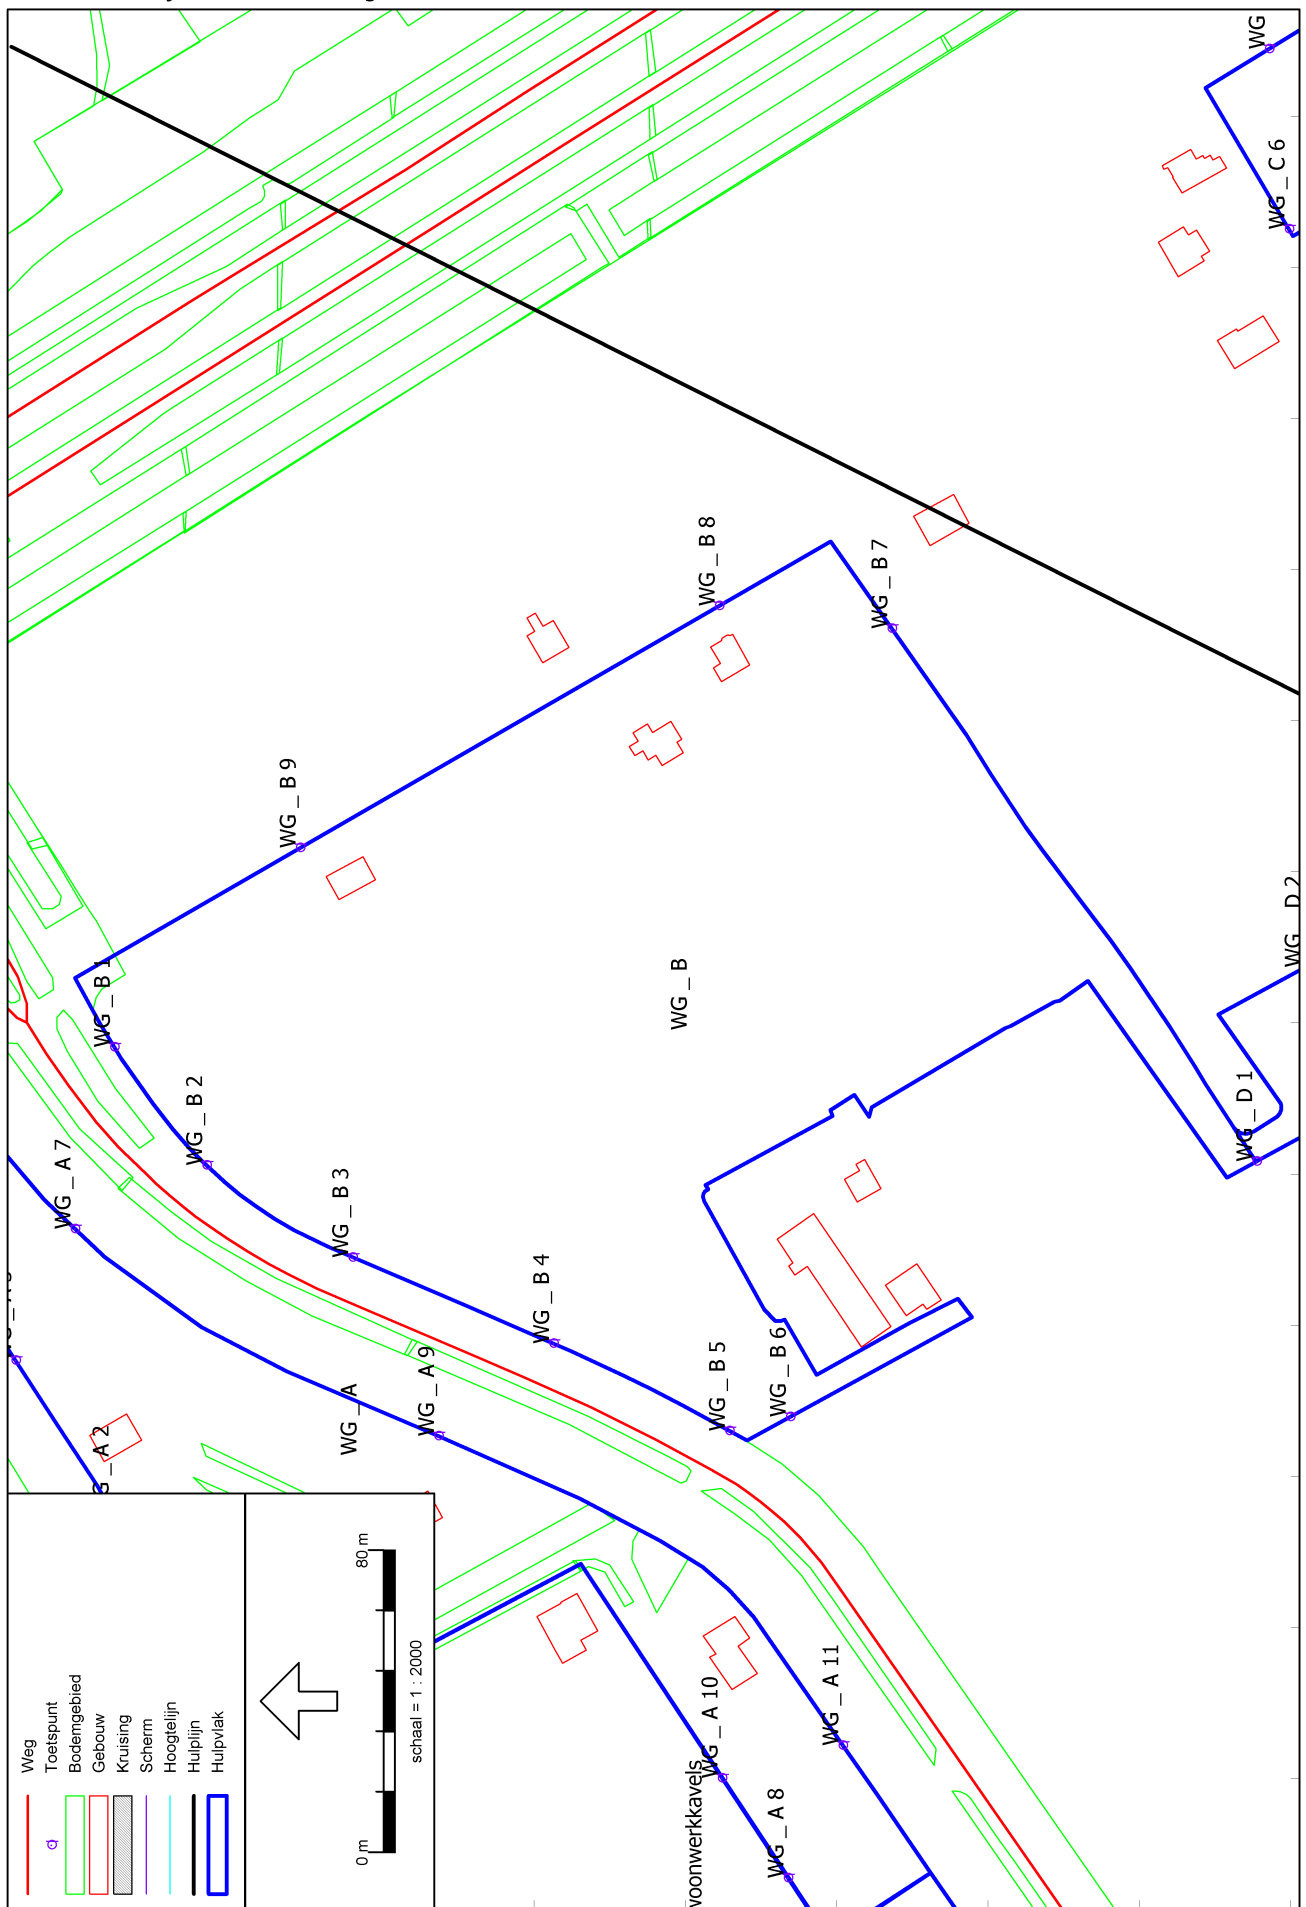 WG
WG _ C 6
WG _ B 8
WG _ B 7
WG _ B 9
WG _ B 1
WG _ B
WG _ D 2
WG _ B 2
WG _ D 1
WG _ A 7
WG _ B 3
WG _ B 4
WG _ B 5
WG _ B 6
WG _ A 9
WG _ A
G _ A 2
WG _ A 10
WG _ A 11
WG _ A 8
woonwerkkavels
Weg
Toetspunt
Bodemgebied
Gebouw
Kruising
Scherm
Hoogtelijn
Hulplijn
Hulpvlak
0 m
80 m
schaal = 1 : 2000